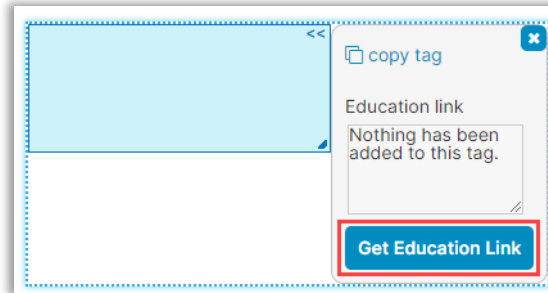 <<
copy tag
Education link
Nothing has been
added to this tag.
Get Education Link